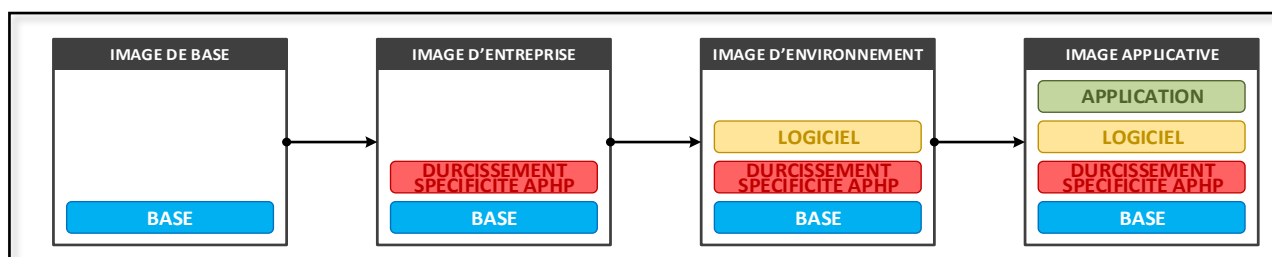 IMAGE DE BASE
BASE
IMAGE D'ENTREPRISE
DURCISSEMENT
SPECIFICITE APHP
BASE
IMAGE D'ENVIRONNEMENT
LOGICIEL
DURCISSEMENT
SPECIFICITE APHP
BASE
IMAGE APPLICATIVE
APPLICATION
LOGICIEL
DURCISSEMENT
SPECIFICITE APHP
BASE